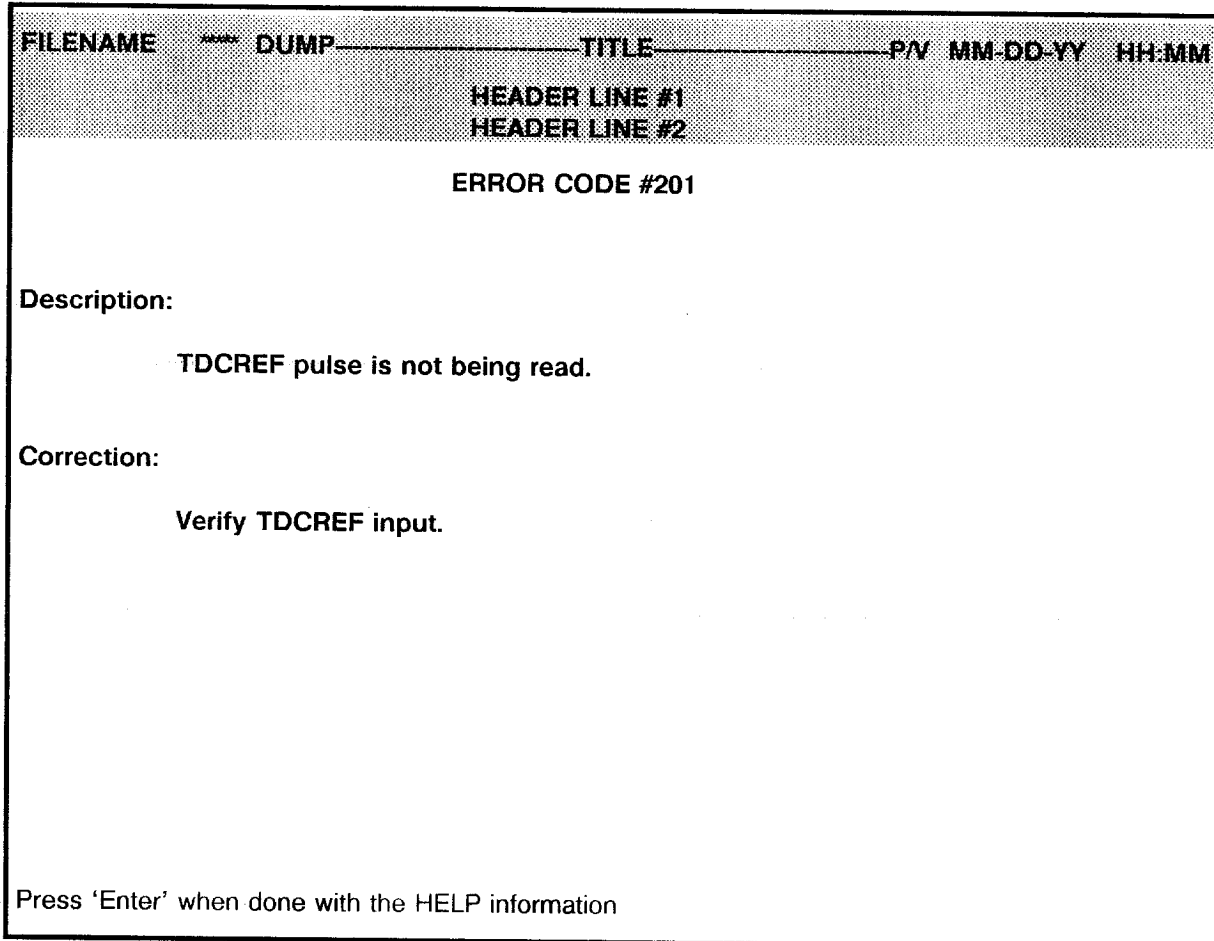 FILENAME **** DUMP---TITLE---P/V MM-DD-YY HH:MM
HEADER LINE #1
HEADER LINE #2
ERROR CODE #201
Description:
TDCREF pulse is not being read.
Correction:
Verify TDCREF input.
Press 'Enter' when done with the HELP information